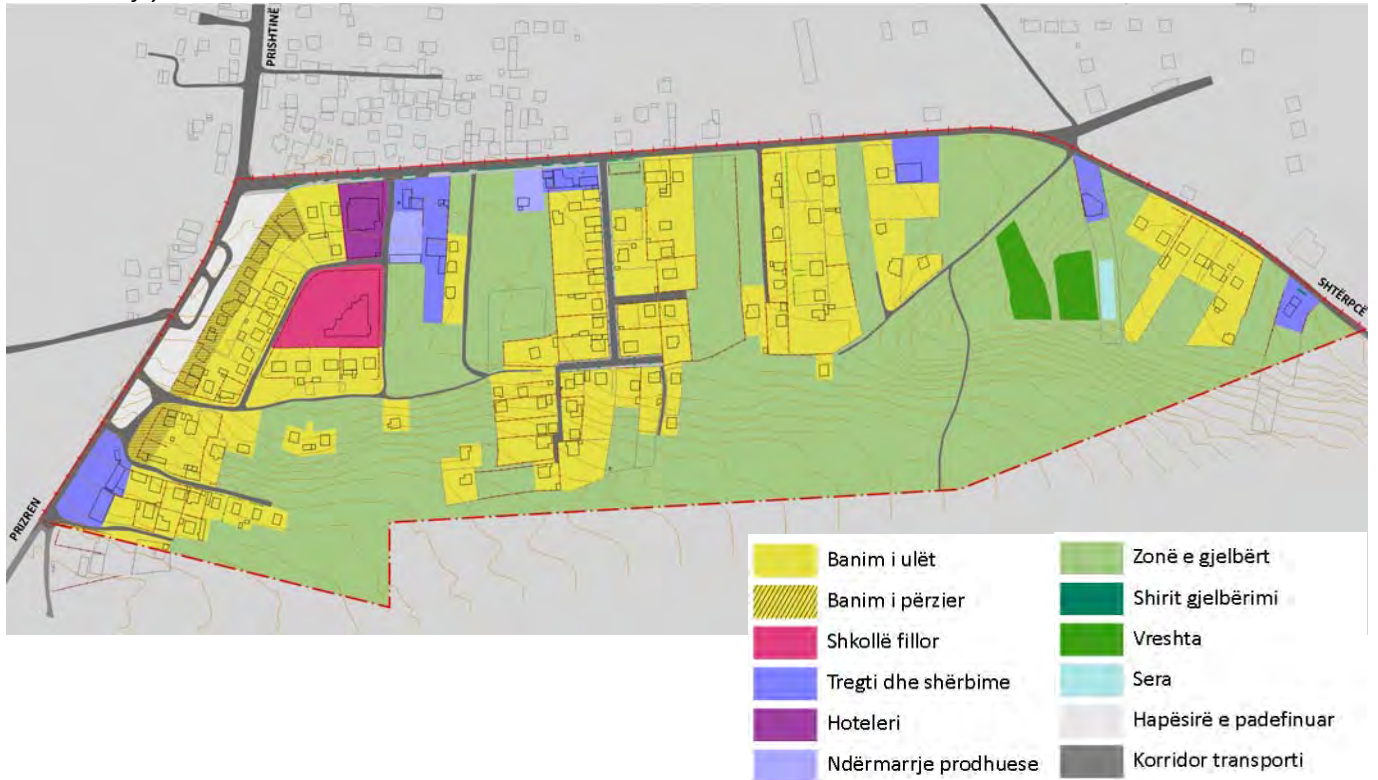 PRISHTINË
SHTËRPCË
PRIZREN
Banim i ulët
Banim i përzier
Shkollë fillor
Tregti dhe shërbime
Hoteleri
Ndërmarrje prodhuese
Zonë e gjelbërt
Shirit gjelbërimi
Vreshta
Sera
Hapësirë e padefinuar
Korridor transporti